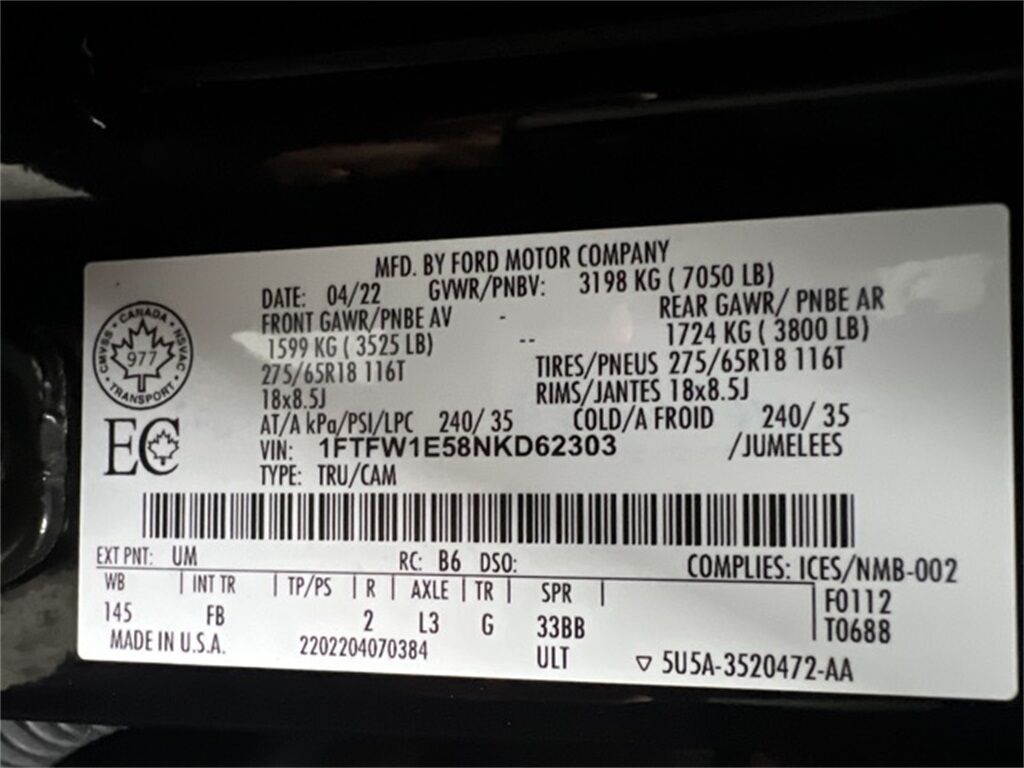 MFD. BY FORD MOTOR COMPANY
DATE: 04/22 GVWR/PNBV: 3198 KG ( 7050 LB)
FRONT GAWR/PNBE AV - REAR GAWR/ PNBE AR
1599 KG ( 3525 LB) -- 1724 KG ( 3800 LB)
275/65R18 116T TIRES/PNEUS 275/65R18 116T
18x8.5J RIMS/JANTES 18x8.5J
AT/A kPa/PSI/LPC 240/ 35 COLD/A FROID 240/ 35
VIN: 1FTFW1E58NKD62303 /JUMELEES
TYPE: TRU/CAM
CANADA
CMVSS · NSVAC
977
TRANSPORT
EC
EXT PNT: UM RC: B6 DSO: COMPLIES: ICES/NMB-002
WB | INT TR | TP/PS | R | AXLE | TR | SPR | F0112
145 FB 2 L3 G 33BB T0688
MADE IN U.S.A. 2202204070384 ULT ▽ 5U5A-3520472-AA